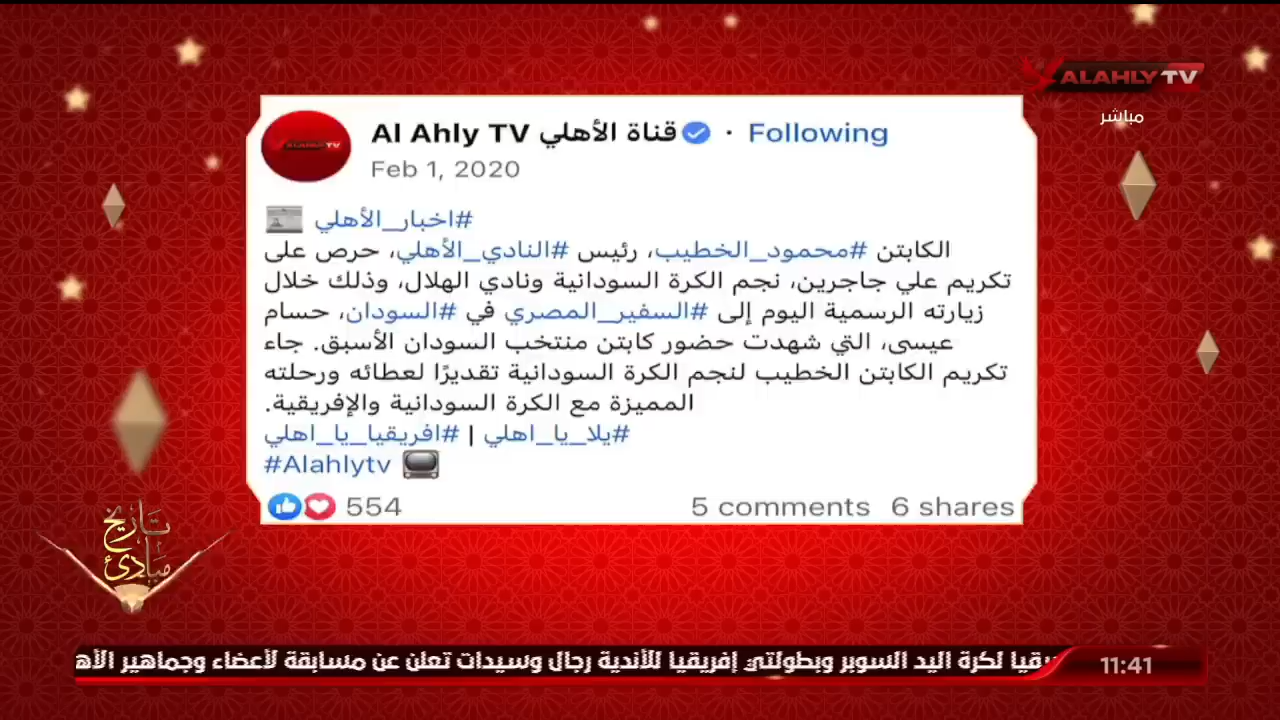 ALAHLY TV
مباشر
Al Ahly TV قناة الأهلي · Following
Feb 1, 2020
#اخبار_الأهلي
الكابتن #محمود_الخطيب، رئيس #النادي_الأهلي، حرص على
تكريم علي جاجرين، نجم الكرة السودانية ونادي الهلال، وذلك خلال
زيارته الرسمية اليوم إلى #السفير_المصري في #السودان، حسام
عيسى، التي شهدت حضور كابتن منتخب السودان الأسبق. جاء
تكريم الكابتن الخطيب لنجم الكرة السودانية تقديرًا لعطائه ورحلته
المميزة مع الكرة السودانية والإفريقية.
#يلا_يا_اهلي | #افريقيا_يا_اهلي
#Alahlytv
554 5 comments 6 shares
تاريخ
مبادئ
يقيا لكرة اليد السوبر وبطولتي إفريقيا للأندية رجال وسيدات تعلن عن مسابقة لأعضاء وجماهير الأه
11:41